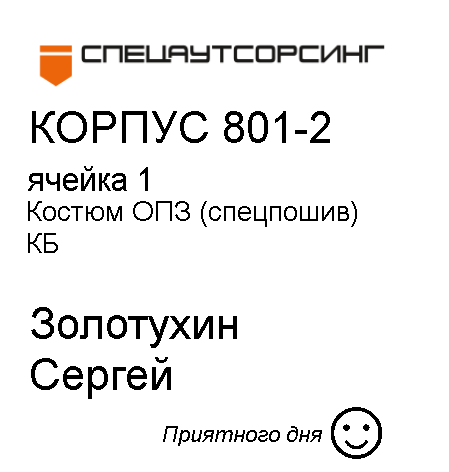 СПЕЦАУТСОРСИНГ
КОРПУС 801-2
ячейка 1
Костюм ОПЗ (спецпошив)
КБ
Золотухин
Сергей
Приятного дня